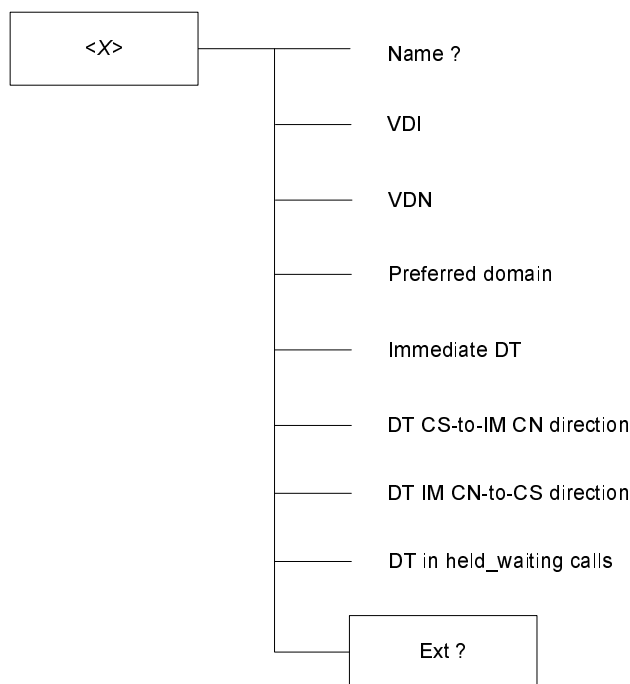 <X>
Name ?
VDI
VDN
Preferred domain
Immediate DT
DT CS-to-IM CN direction
DT IM CN-to-CS direction
DT in held_waiting calls
Ext ?